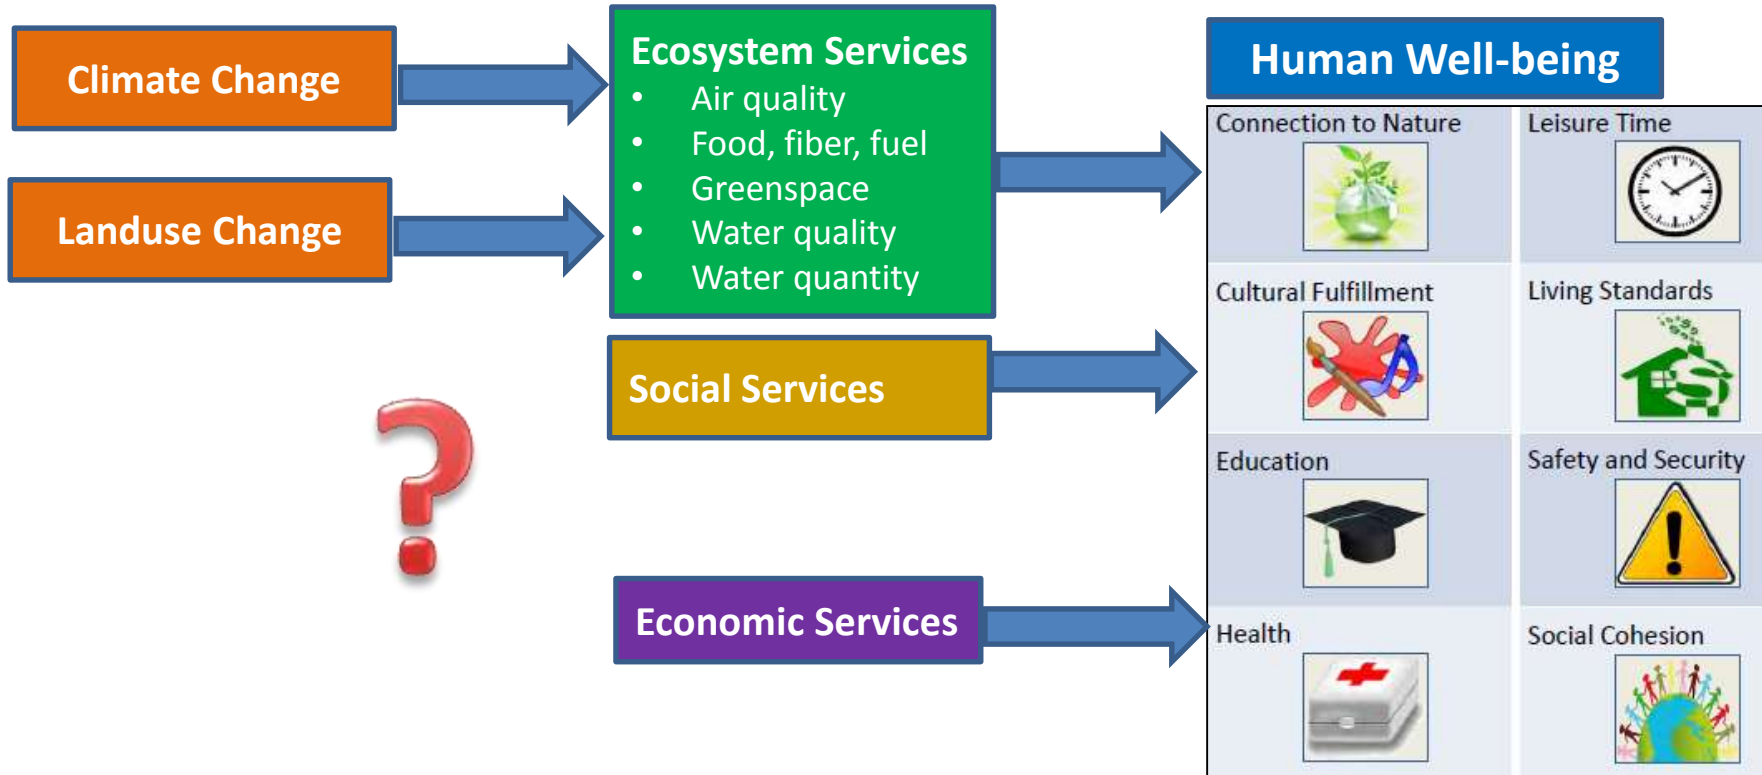 Climate Change
Landuse Change
Ecosystem Services
• Air quality
• Food, fiber, fuel
• Greenspace
• Water quality
• Water quantity
Social Services
Economic Services
?
Human Well-being
Connection to Nature
Leisure Time
Cultural Fulfillment
Living Standards
Education
Safety and Security
Health
Social Cohesion